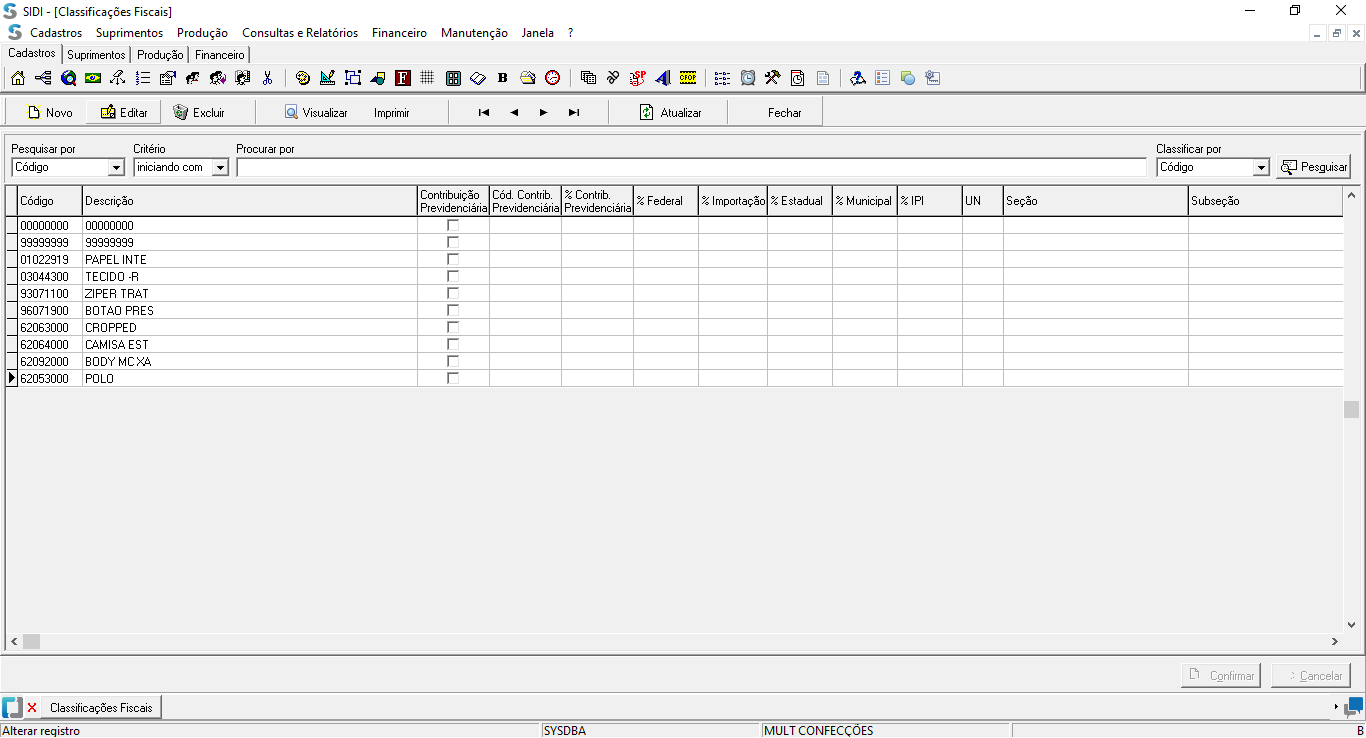 SIDI - [Classificações Fiscais]
Cadastros Suprimentos Produção Consultas e Relatórios Financeiro Manutenção Janela ?
Cadastros Suprimentos Produção Financeiro
F B SP CFOP
Novo Editar Excluir Visualizar Imprimir Atualizar Fechar
Pesquisar por Critério Procurar por Classificar por
Código iniciando com Código Pesquisar
Código Descrição Contribuição Previdenciária Cód. Contrib. Previdenciária % Contrib. Previdenciária % Federal % Importação % Estadual % Municipal % IPI UN Seção Subseção
00000000 00000000
99999999 99999999
01022919 PAPEL INTE
03044300 TECIDO -R
93071100 ZIPER TRAT
96071900 BOTAO PRES
62063000 CROPPED
62064000 CAMISA EST
62092000 BODY MC XA
62053000 POLO
Confirmar Cancelar
Classificações Fiscais
Alterar registro SYSDBA MULT CONFECÇÕES B